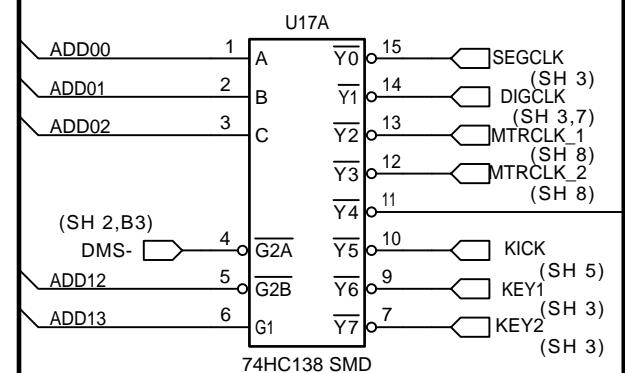 U17A
ADD00 1 A Y0 15 SEGCLK
(SH 3)
ADD01 2 B Y1 14 DIGCLK
(SH 3,7)
ADD02 3 C Y2 13 MTRCLK_1
(SH 8)
Y3 12 MTRCLK_2
(SH 8)
Y4 11
(SH 2,B3)
DMS- 4 G2A Y5 10 KICK
(SH 5)
ADD12 5 G2B Y6 9 KEY1
(SH 3)
ADD13 6 G1 Y7 7 KEY2
(SH 3)
74HC138 SMD